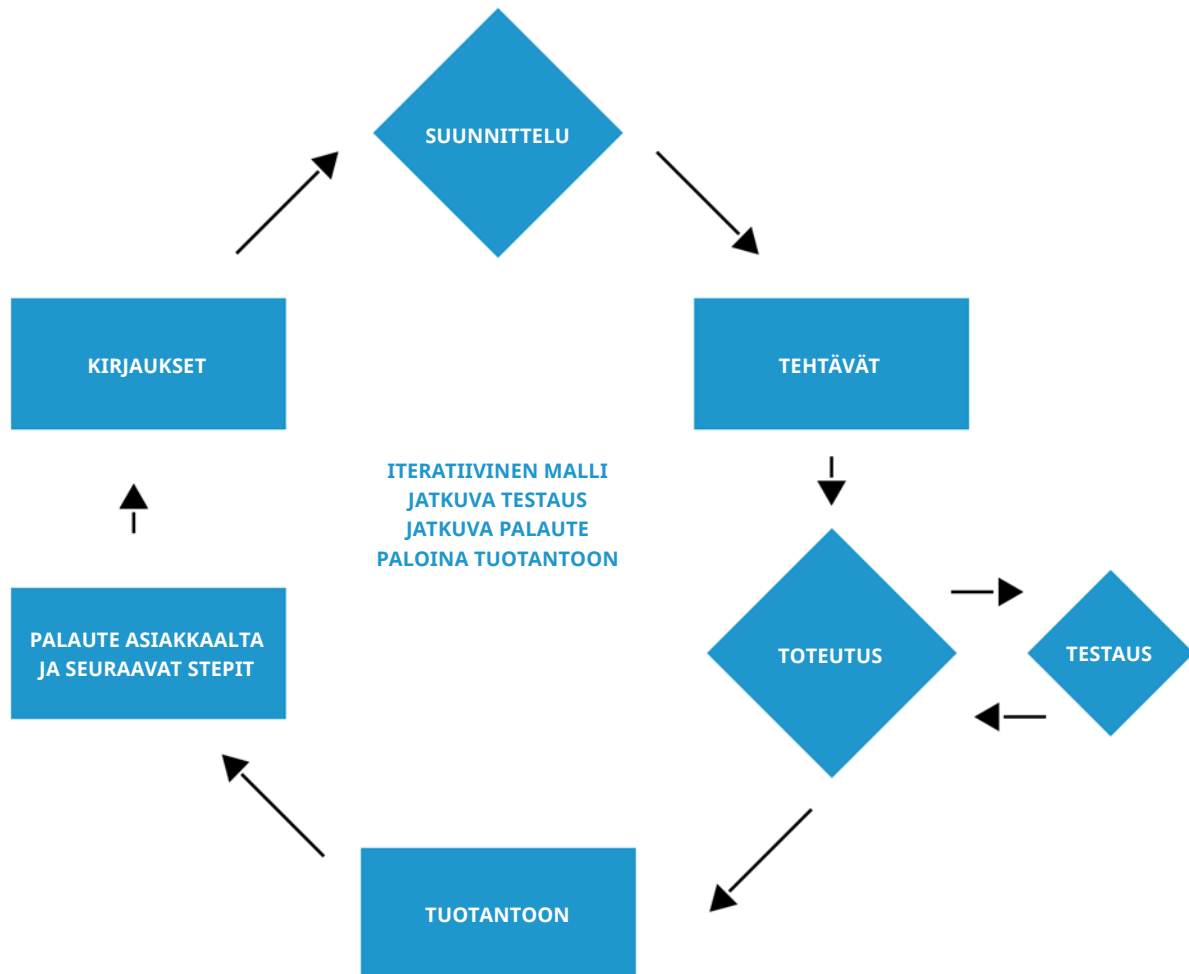 SUUNNITTELU
KIRJAUKSET
TEHTÄVÄT
ITERATIIVINEN MALLI
JATKUVA TESTAUS
JATKUVA PALAUTE
PALOINA TUOTANTOON
PALAUTE ASIAKKAALTA
JA SEURAAVAT STEPIT
TOTEUTUS
TESTAUS
TUOTANTOON